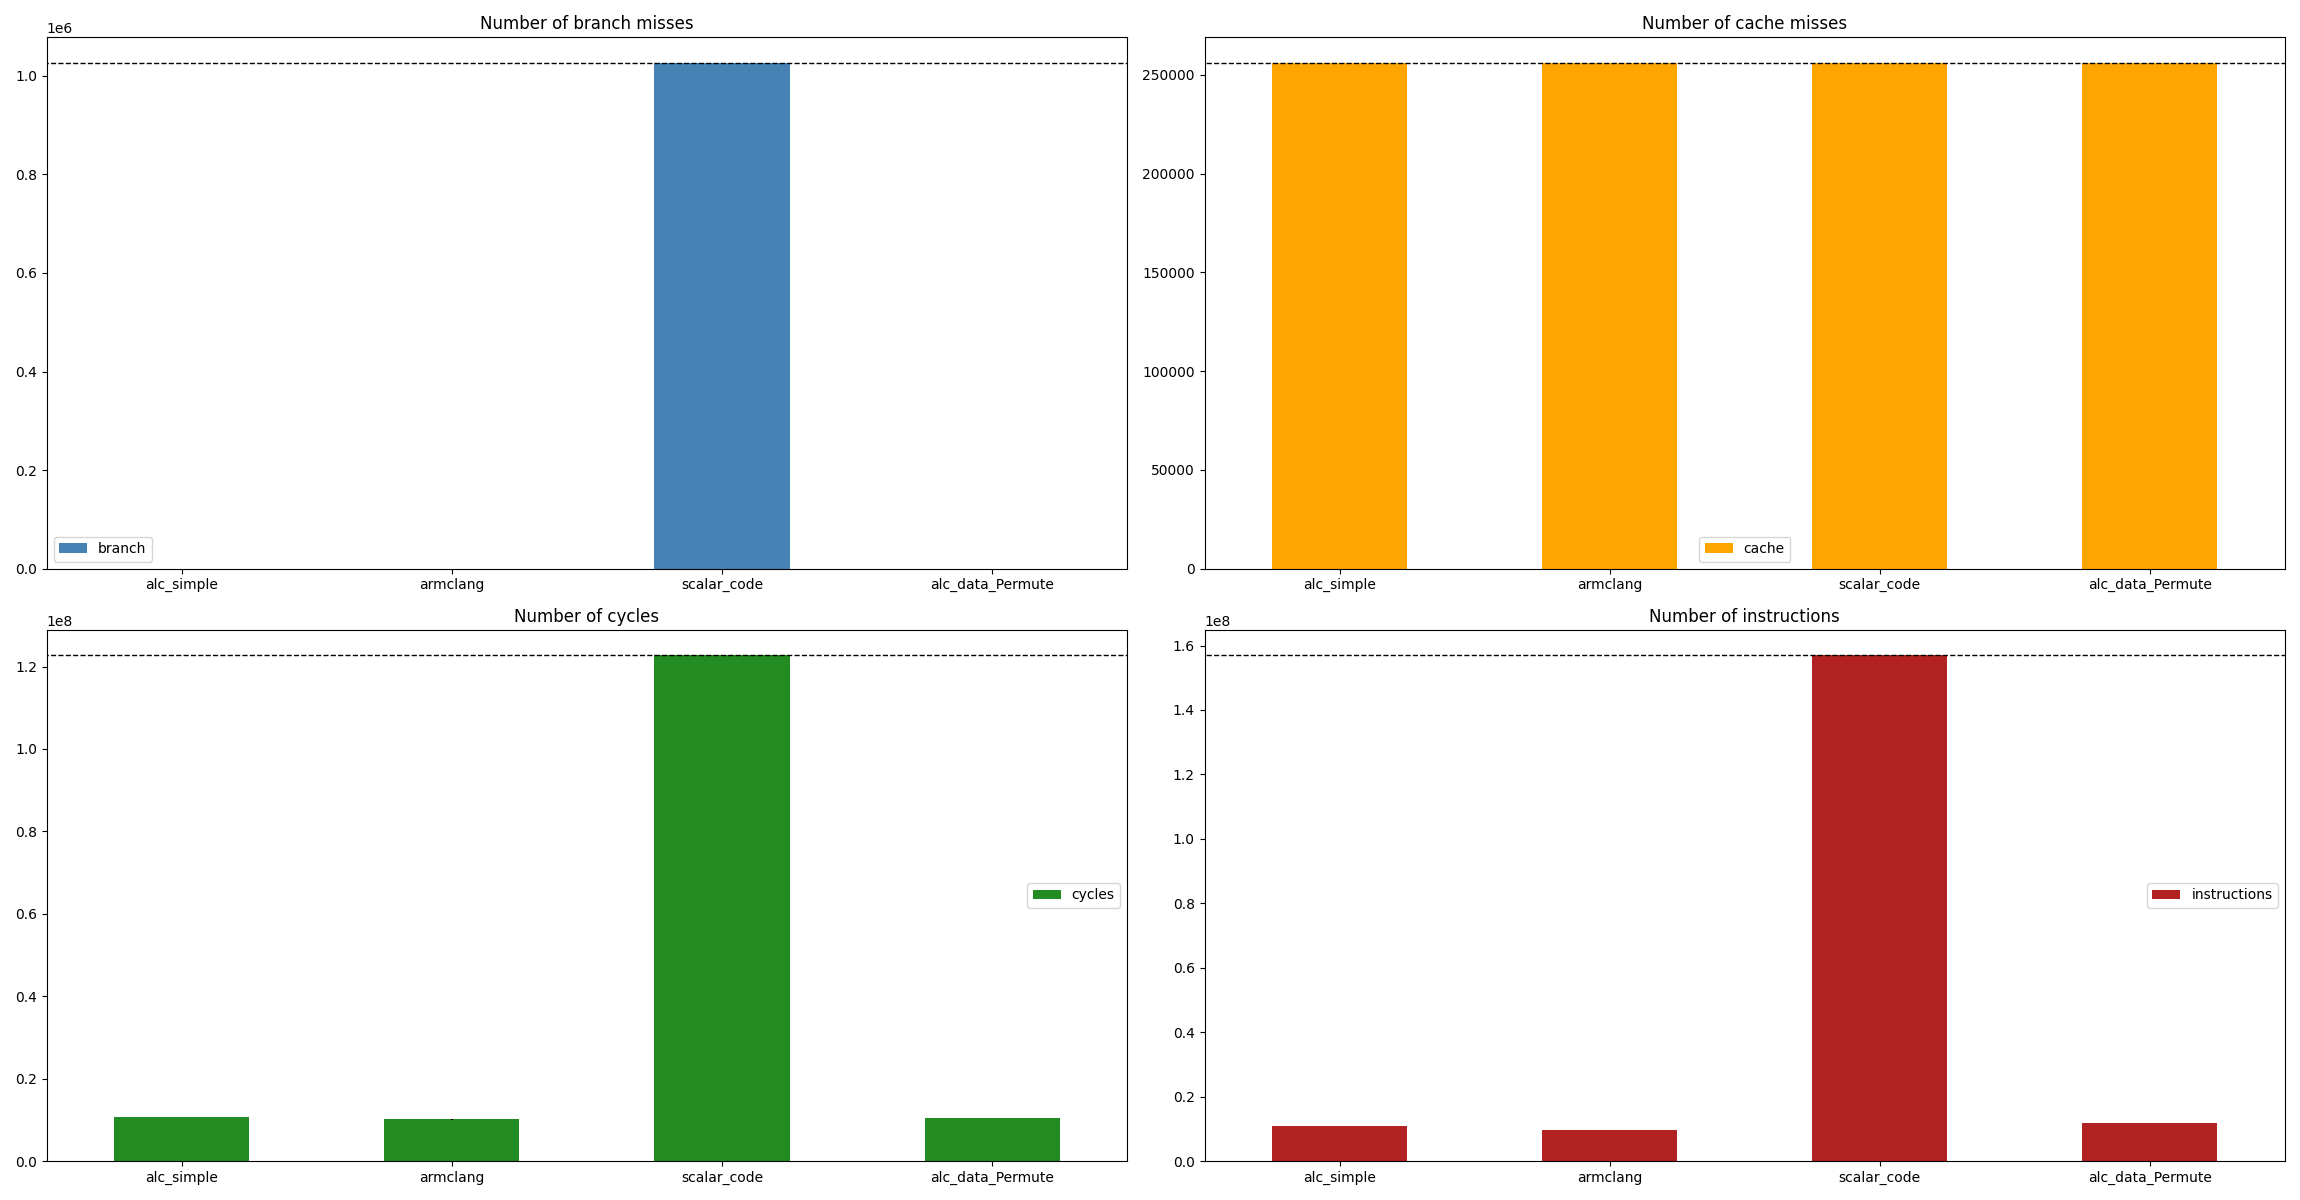 Number of branch misses
1e6
1.0
0.8
0.6
0.4
0.2
0.0
branch
alc_simple armclang scalar_code alc_data_Permute
Number of cache misses
250000
200000
150000
100000
50000
0
cache
alc_simple armclang scalar_code alc_data_Permute
Number of cycles
1e8
1.2
1.0
0.8
0.6
0.4
0.2
0.0
cycles
alc_simple armclang scalar_code alc_data_Permute
Number of instructions
1e8
1.6
1.4
1.2
1.0
0.8
0.6
0.4
0.2
0.0
instructions
alc_simple armclang scalar_code alc_data_Permute